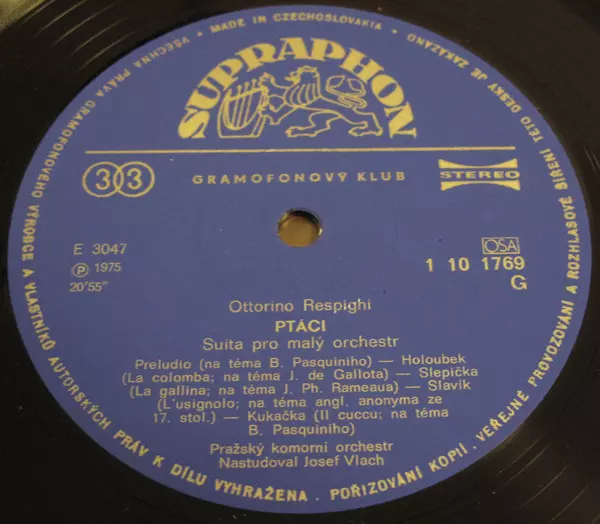 MADE IN CZECHOSLOVAKIA • VŠECHNA PRÁVA GRAMOFONOVÉHO VÝROBCE A VLASTNÍKŮ AUTORSKÝCH PRÁV K DÍLU VYHRAŽENA . POŘIZOVÁNÍ KOPIÍ . VEŘEJNÉ PROVOZOVÁNÍ A ROZHLASOVÉ ŠÍŘENÍ TÉTO DESKY JE ZAKÁZÁNO •
SUPRAPHON
33
GRAMOFONOVÝ KLUB
STEREO
E 3047
Ⓟ 1975
20′55″
OSA
1 10 1769
G
Ottorino Respighi
PTÁCI
Suita pro malý orchestr
Preludio (na téma B. Pasquiniho) — Holoubek
(La colomba; na téma J. de Gallota) — Slepička
(La gallina; na téma J. Ph. Rameaua) — Slavík
(L'usignolo; na téma angl. anonyma ze
17. stol.) — Kukačka (Il cuccu; na téma
B. Pasquiniho)
Pražský komorní orchestr
Nastudoval Josef Vlach